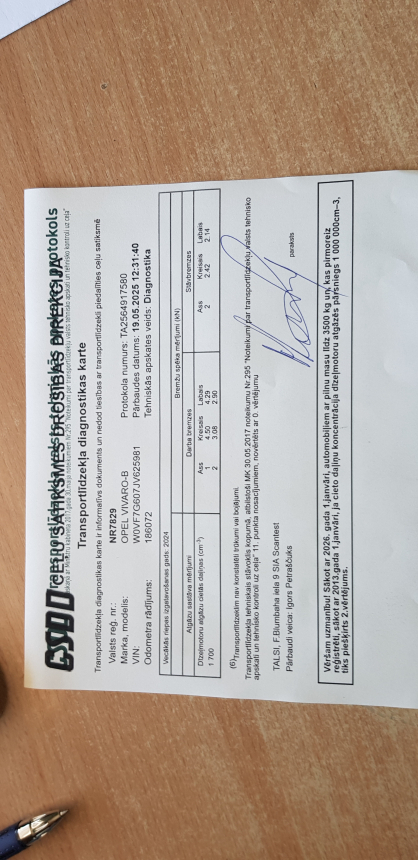 CSDD
CEĻU SATIKSMES DROŠĪBAS DIREKCIJA
Transportlīdzekļa diagnostikas karte
Transportlīdzekļa diagnostikas karte ir informatīvs dokuments un nedod tiesības ar transportlīdzekli piedalīties ceļu satiksmē
Valsts reģ. nr.: NR7829
Marka, modelis: OPEL VIVARO-B Protokola numurs: TA2564917580
VIN: W0VF7G607JV625981 Pārbaudes datums: 19.05.2025 12:31:40
Odometra rādījums: 186072 Tehniskās apskates veids: Diagnostika
Vecākās riepas izgatavošanas gads: 2024
Atgāzu sastāva mērījumi Bremžu spēka mērījumi (kN)
Dīzeļmotoru atgāzu cietās daļiņas (cm⁻³) Darba bremzes Stāvbremzes
Ass Kreisais Labais Ass Kreisais Labais
1 700 1 4.50 4.29 2 2.42 2.14
2 3.08 2.90
(6)Transportlīdzeklim nav konstatēti trūkumi vai bojājumi.
Transportlīdzekļa tehniskais stāvoklis kopumā, atbilstoši MK 30.05.2017 noteikumu Nr.295 "Noteikumi par transportlīdzekļu valsts tehnisko
apskati un tehnisko kontroli uz ceļa" 11. punkta nosacījumiem, novērtēts ar 0. vērtējumu
TALSI, F.Blumbaha iela 9 SIA Scantest
Pārbaudi veica: Igors Petraščuks paraksts
Vēršam uzmanību! Sākot ar 2026. gada 1.janvāri, automobiļiem ar pilnu masu līdz 3500 kg un, kas pirmoreiz
reģistrēti, sākot ar 2013.gada 1.janvāri, ja cieto daļiņu koncentrācija dīzeļmotoru atgāzēs pārsniegs 1 000 000cm–3,
tiks piešķirts 2.vērtējums.